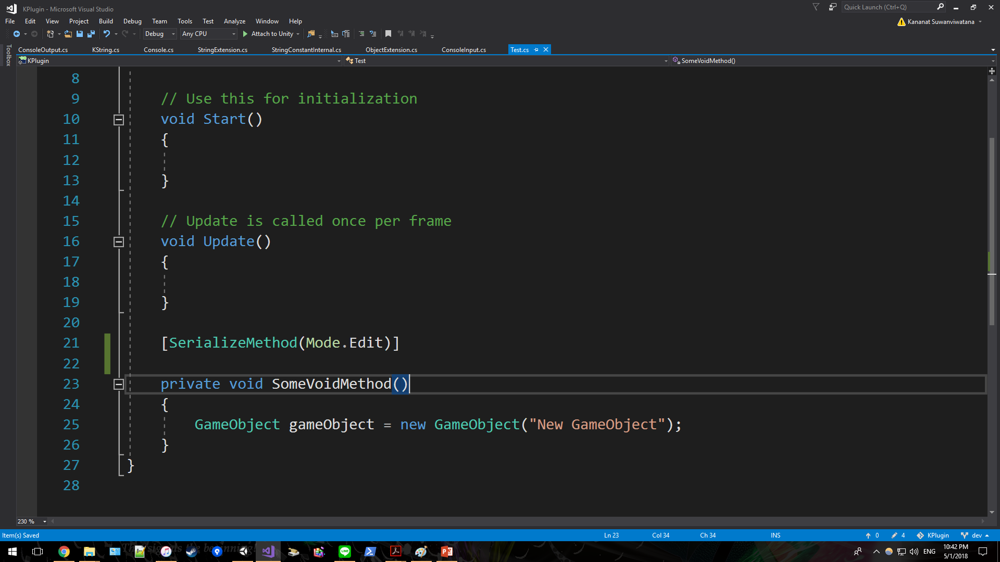 KPlugin - Microsoft Visual Studio
Quick Launch (Ctrl+Q)
File Edit View Project Build Debug Team Tools Test Analyze Window Help
Kananat Suwanviwatana
Debug Any CPU Attach to Unity
Toolbox
ConsoleOutput.cs KString.cs Console.cs StringExtension.cs StringConstantInternal.cs ObjectExtension.cs ConsoleInput.cs Test.cs
KPlugin Test SomeVoidMethod()
8
9 // Use this for initialization
10 void Start()
11 {
12
13 }
14
15 // Update is called once per frame
16 void Update()
17 {
18
19 }
20
21 [SerializeMethod(Mode.Edit)]
22
23 private void SomeVoidMethod()
24 {
25 GameObject gameObject = new GameObject("New GameObject");
26 }
27 }
28
230 %
Item(s) Saved Ln 23 Col 34 Ch 34 INS 0 4 KPlugin dev
ENG 10:42 PM
5/1/2018